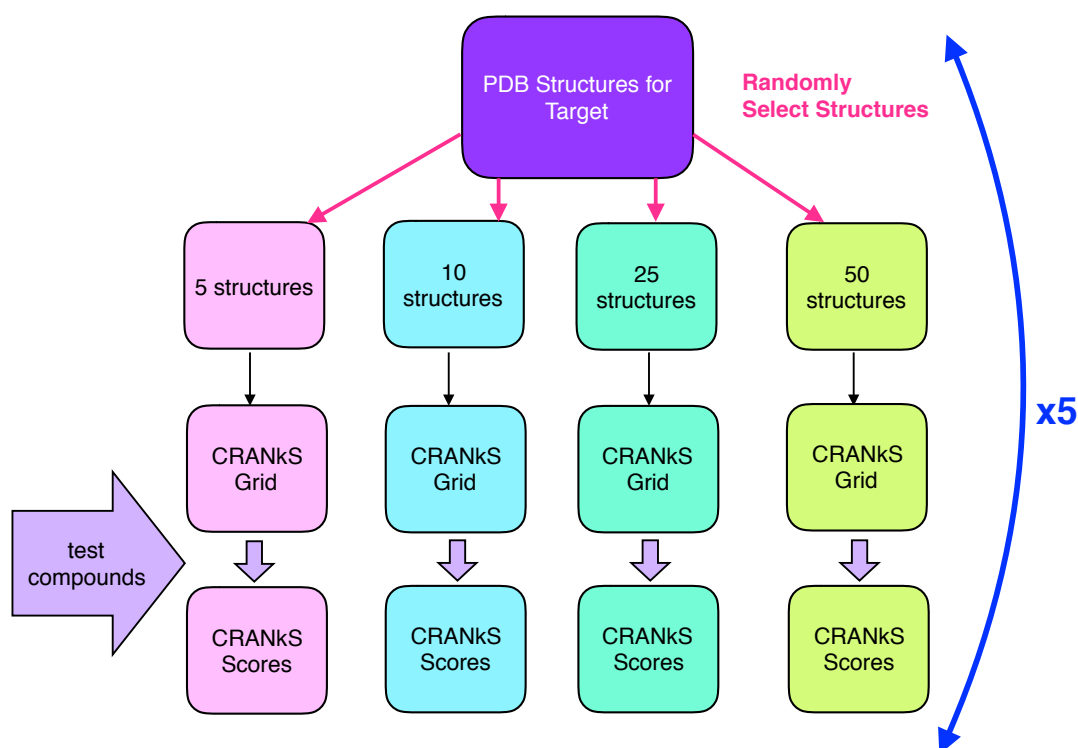 PDB Structures for
Target
Randomly
Select Structures
5 structures
10
structures
25
structures
50
structures
x5
CRANkS
Grid
CRANkS
Grid
CRANkS
Grid
CRANkS
Grid
test
compounds
CRANkS
Scores
CRANkS
Scores
CRANkS
Scores
CRANkS
Scores